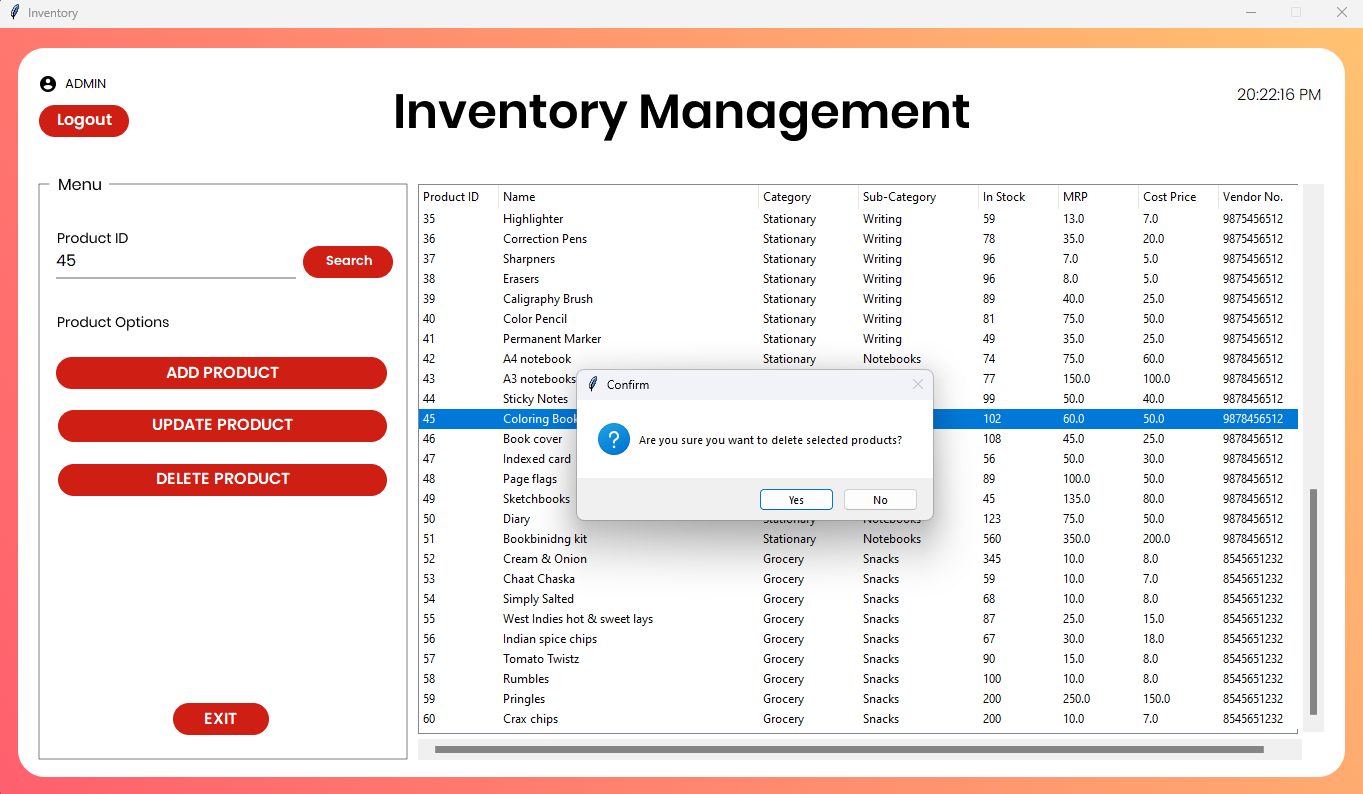 Inventory
ADMIN
Logout
Inventory Management
20:22:16 PM
Menu
Product ID
45
Search
Product Options
ADD PRODUCT
UPDATE PRODUCT
DELETE PRODUCT
EXIT
Product ID Name Category Sub-Category In Stock MRP Cost Price Vendor No.
35 Highlighter Stationary Writing 59 13.0 7.0 9875456512
36 Correction Pens Stationary Writing 78 35.0 20.0 9875456512
37 Sharpners Stationary Writing 96 7.0 5.0 9875456512
38 Erasers Stationary Writing 96 8.0 5.0 9875456512
39 Caligraphy Brush Stationary Writing 89 40.0 25.0 9875456512
40 Color Pencil Stationary Writing 81 75.0 50.0 9875456512
41 Permanent Marker Stationary Writing 49 35.0 25.0 9875456512
42 A4 notebook Stationary Notebooks 74 75.0 60.0 9878456512
43 A3 notebooks 77 150.0 100.0 9878456512
44 Sticky Notes 99 50.0 40.0 9878456512
45 Coloring Book 102 60.0 50.0 9878456512
46 Book cover 108 45.0 25.0 9878456512
47 Indexed card 56 50.0 30.0 9878456512
48 Page flags 89 100.0 50.0 9878456512
49 Sketchbooks 45 135.0 80.0 9878456512
50 Diary Stationary Notebooks 123 75.0 50.0 9878456512
51 Bookbinidng kit Stationary Notebooks 560 350.0 200.0 9878456512
52 Cream & Onion Grocery Snacks 345 10.0 8.0 8545651232
53 Chaat Chaska Grocery Snacks 59 10.0 7.0 8545651232
54 Simply Salted Grocery Snacks 68 10.0 8.0 8545651232
55 West Indies hot & sweet lays Grocery Snacks 87 25.0 15.0 8545651232
56 Indian spice chips Grocery Snacks 67 30.0 18.0 8545651232
57 Tomato Twistz Grocery Snacks 90 15.0 8.0 8545651232
58 Rumbles Grocery Snacks 100 10.0 8.0 8545651232
59 Pringles Grocery Snacks 200 250.0 150.0 8545651232
60 Crax chips Grocery Snacks 200 10.0 7.0 8545651232
Confirm
Are you sure you want to delete selected products?
Yes
No